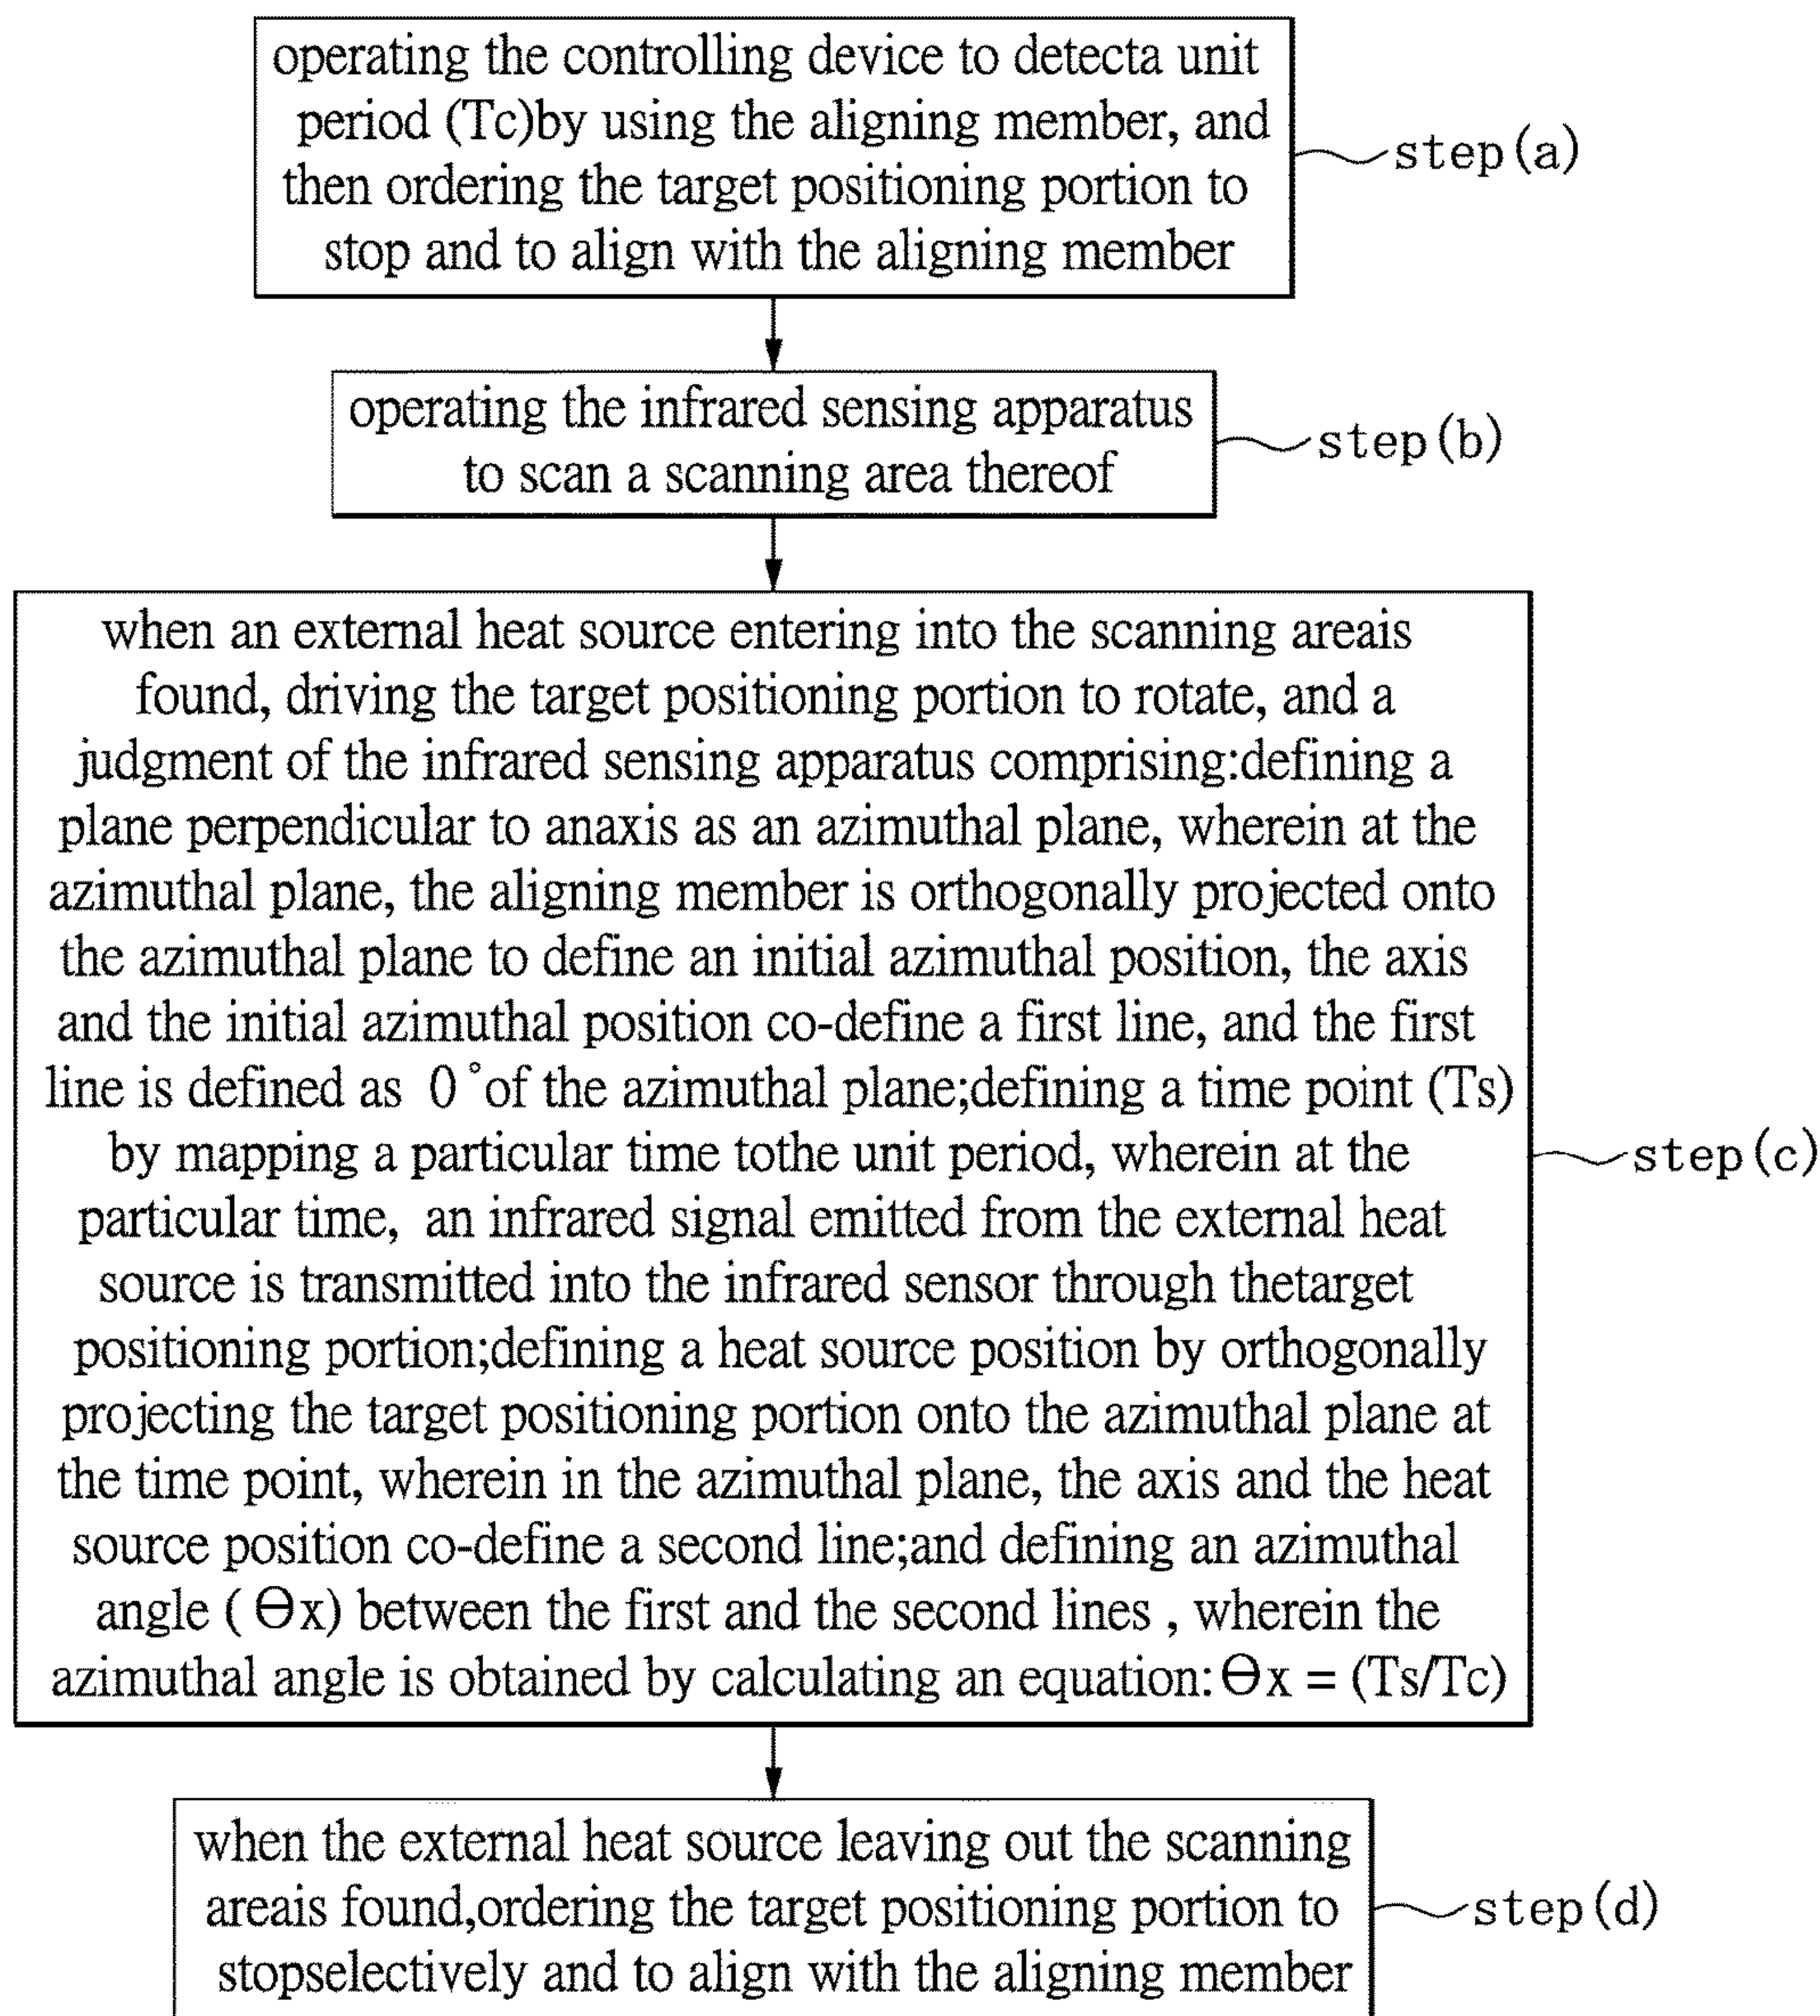 operating the controlling device to detecta unit
period (Tc)by using the aligning member, and
then ordering the target positioning portion to
stop and to align with the aligning member
step(a)
operating the infrared sensing apparatus
to scan a scanning area thereof
step(b)
when an external heat source entering into the scanning areais
found, driving the target positioning portion to rotate, and a
judgment of the infrared sensing apparatus comprising:defining a
plane perpendicular to anaxis as an azimuthal plane, wherein at the
azimuthal plane, the aligning member is orthogonally projected onto
the azimuthal plane to define an initial azimuthal position, the axis
and the initial azimuthal position co-define a first line, and the first
line is defined as 0°of the azimuthal plane;defining a time point (Ts)
by mapping a particular time tothe unit period, wherein at the
particular time, an infrared signal emitted from the external heat
source is transmitted into the infrared sensor through thetarget
positioning portion;defining a heat source position by orthogonally
projecting the target positioning portion onto the azimuthal plane at
the time point, wherein in the azimuthal plane, the axis and the heat
source position co-define a second line;and defining an azimuthal
angle (Θx) between the first and the second lines , wherein the
azimuthal angle is obtained by calculating an equation:Θx = (Ts/Tc)
step(c)
when the external heat source leaving out the scanning
areais found,ordering the target positioning portion to
stopselectively and to align with the aligning member
step(d)